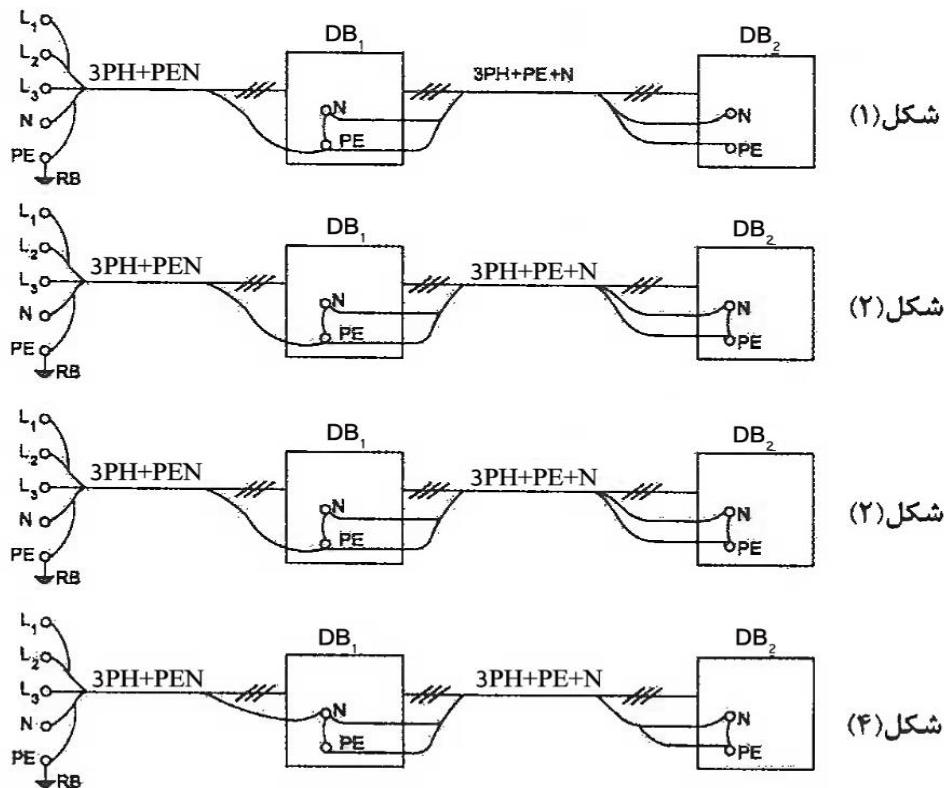 L₁
L₂
L₃
N
PE
RB
3PH+PEN
DB₁
N
PE
3PH+PE+N
DB₂
N
PE
شکل(۱)
L₁
L₂
L₃
N
PE
RB
3PH+PEN
DB₁
N
PE
3PH+PE+N
DB₂
N
PE
شکل(۲)
L₁
L₂
L₃
N
PE
RB
3PH+PEN
DB₁
N
PE
3PH+PE+N
DB₂
N
PE
شکل(۲)
L₁
L₂
L₃
N
PE
RB
3PH+PEN
DB₁
N
PE
3PH+PE+N
DB₂
N
PE
شکل(۴)